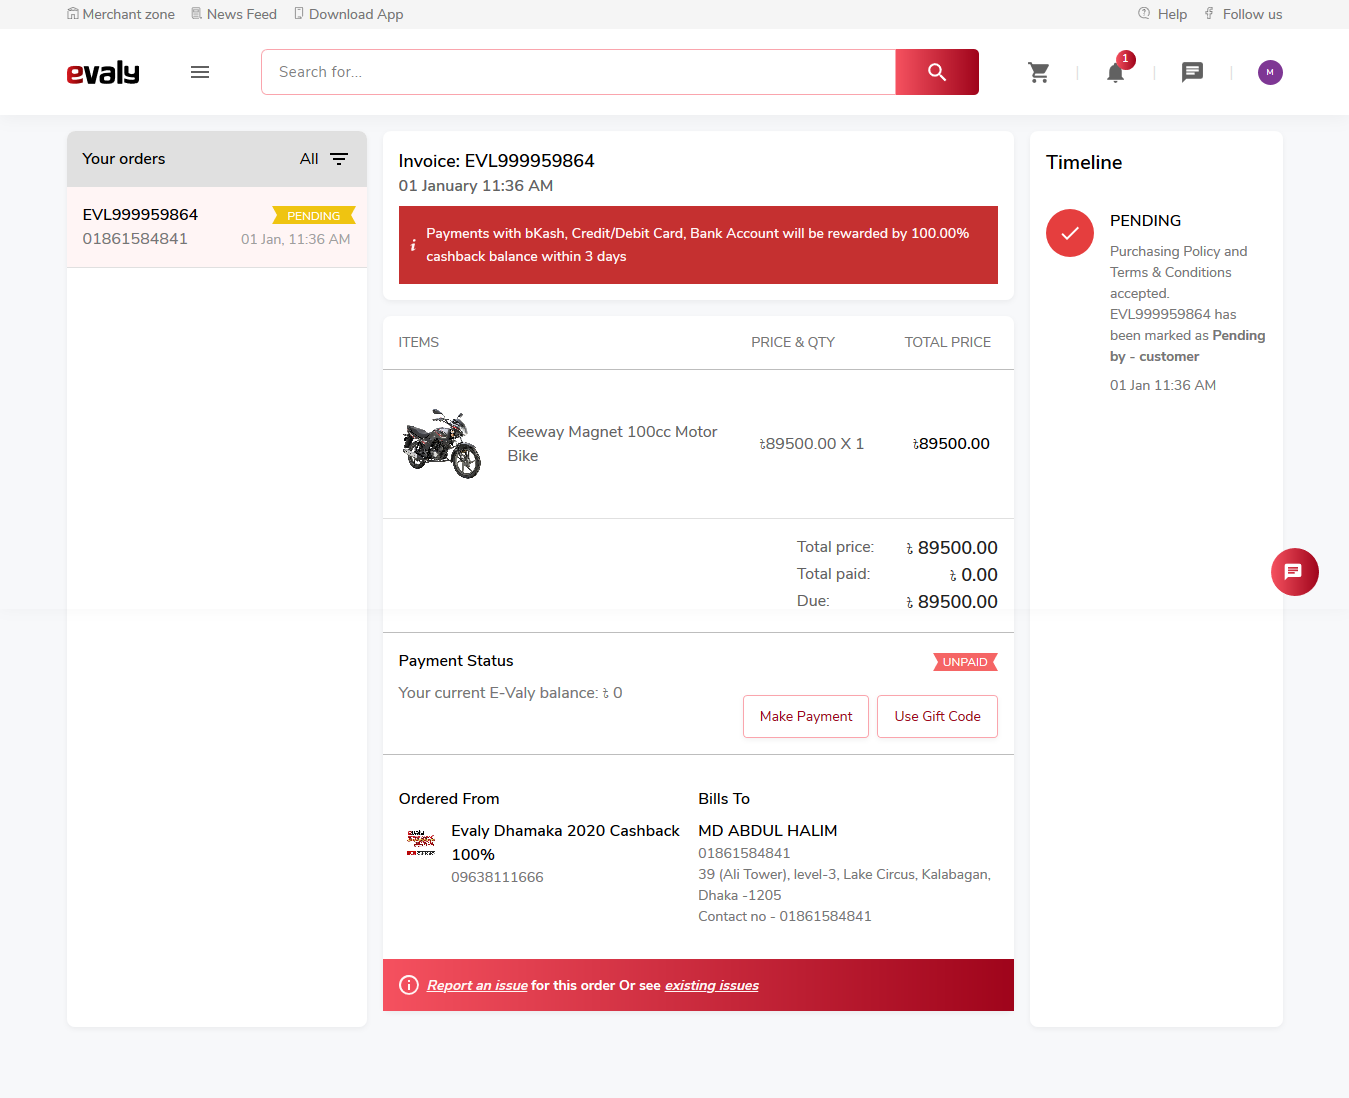 Merchant zone News Feed Download App Help Follow us
evaly Search for... 1 M
Your orders All
EVL999959864 PENDING
01861584841 01 Jan, 11:36 AM
Invoice: EVL999959864
01 January 11:36 AM
Payments with bKash, Credit/Debit Card, Bank Account will be rewarded by 100.00%
cashback balance within 3 days
ITEMS PRICE & QTY TOTAL PRICE
Keeway Magnet 100cc Motor
Bike
৳89500.00 X 1 ৳89500.00
Total price: ৳ 89500.00
Total paid: ৳ 0.00
Due: ৳ 89500.00
Payment Status UNPAID
Your current E-Valy balance: ৳ 0
Make Payment Use Gift Code
Ordered From
Evaly Dhamaka 2020 Cashback
100%
09638111666
Bills To
MD ABDUL HALIM
01861584841
39 (Ali Tower), level-3, Lake Circus, Kalabagan,
Dhaka -1205
Contact no - 01861584841
Report an issue for this order Or see existing issues
Timeline
PENDING
Purchasing Policy and
Terms & Conditions
accepted.
EVL999959864 has
been marked as Pending
by - customer
01 Jan 11:36 AM